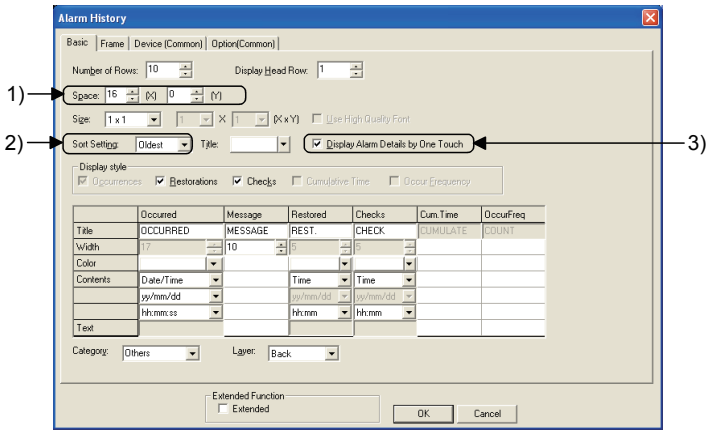 Alarm History
Basic Frame Device (Common) Option(Common)
Number of Rows: 10 Display Head Row: 1
1) Space: 16 (X) 0 (Y)
Size: 1 x 1 1 X 1 (X x Y) Use High Quality Font
2) Sort Setting: Oldest Title: Display Alarm Details by One Touch 3)
Display style
Occurrences Restorations Checks Cumulative Time Occur Frequency
Occurred Message Restored Checks Cum.Time OccurFreq
Title OCCURRED MESSAGE REST. CHECK CUMULATE COUNT
Width 17 10 5 5
Color
Contents Date/Time Time Time
yy/mm/dd yy/mm/dd yy/mm/dd
hh:mm:ss hh:mm hh:mm
Text
Category: Others Layer: Back
Extended Function
Extended OK Cancel